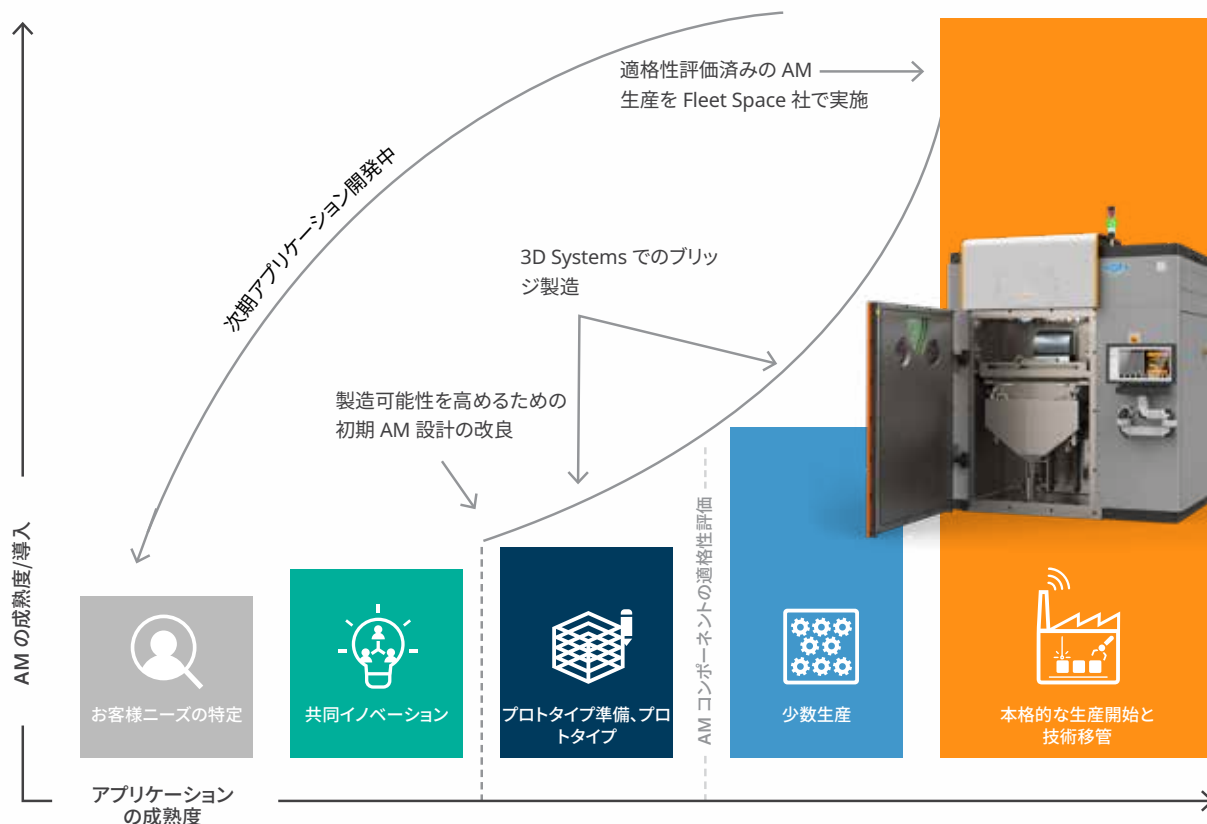 適格性評価済みの AM
生産を Fleet Space 社で実施
次期アプリケーション開発中
3D Systems でのブリッ
ジ製造
製造可能性を高めるための
初期 AM 設計の改良
AM の成熟度/導入
AM コンポーネントの適格性評価
お客様ニーズの特定
共同イノベーション
プロトタイプ準備、プロ
トタイプ
少数生産
本格的な生産開始と
技術移管
アプリケーション
の成熟度